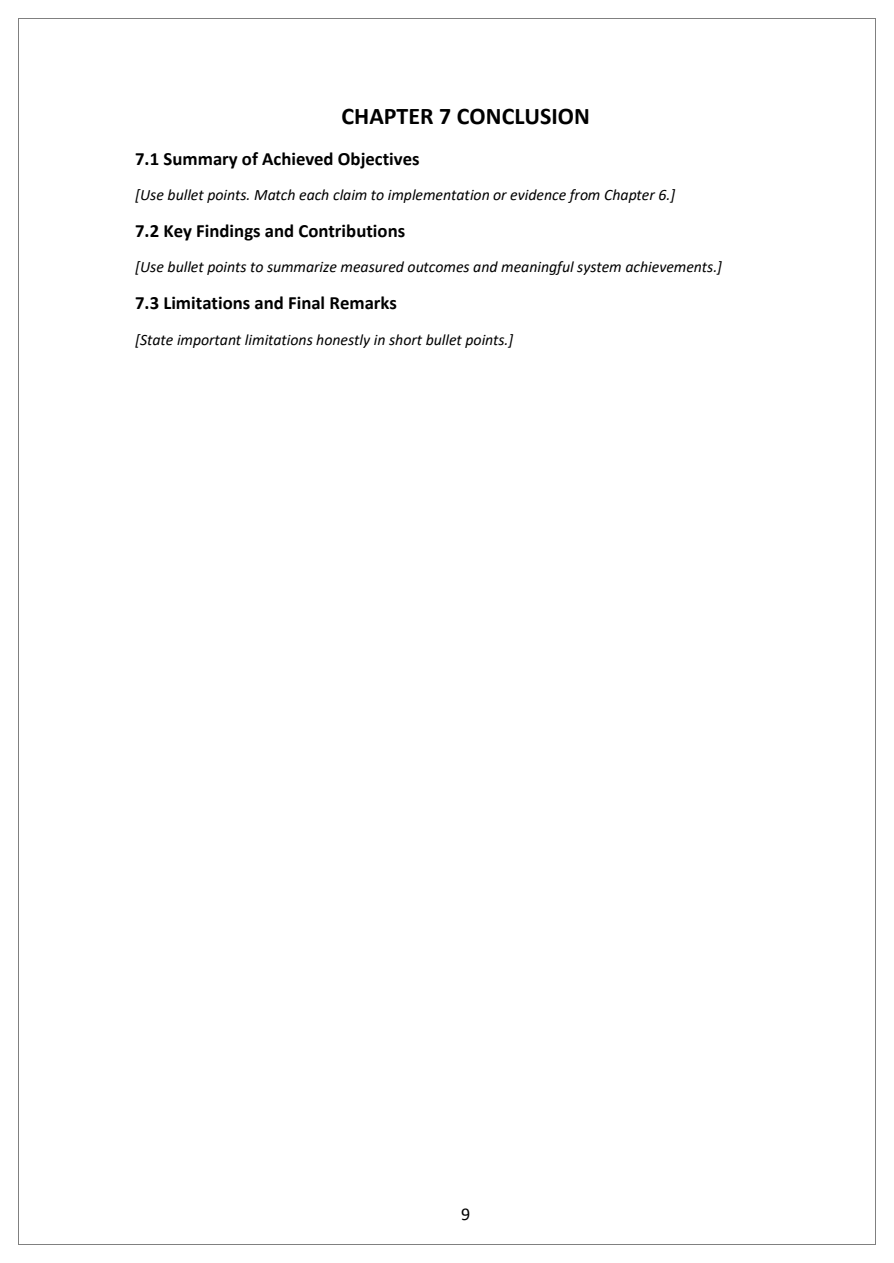 CHAPTER 7 CONCLUSION
7.1 Summary of Achieved Objectives
[Use bullet points. Match each claim to implementation or evidence from Chapter 6.]
7.2 Key Findings and Contributions
[Use bullet points to summarize measured outcomes and meaningful system achievements.]
7.3 Limitations and Final Remarks
[State important limitations honestly in short bullet points.]
9